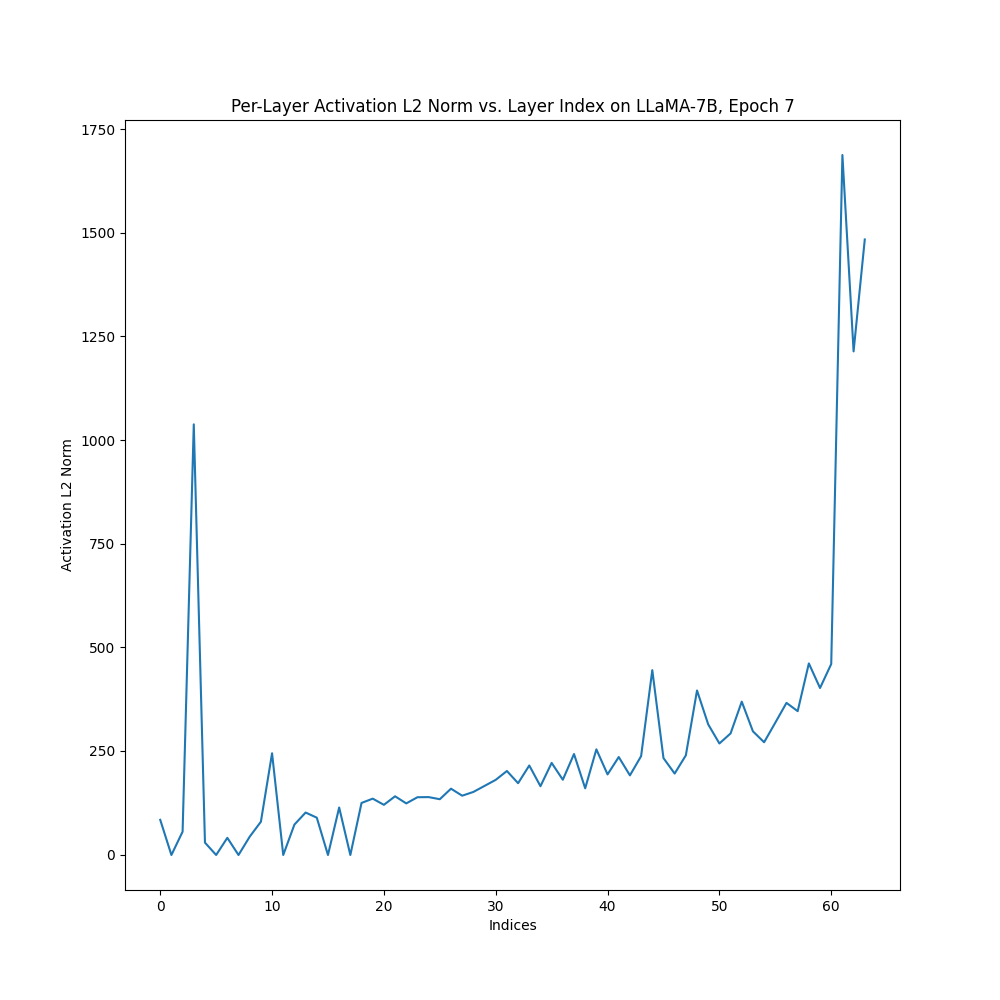 Per-Layer Activation L2 Norm vs. Layer Index on LLaMA-7B, Epoch 7
1750
1500
1250
1000
750
500
250
0
Activation L2 Norm
0 10 20 30 40 50 60
Indices